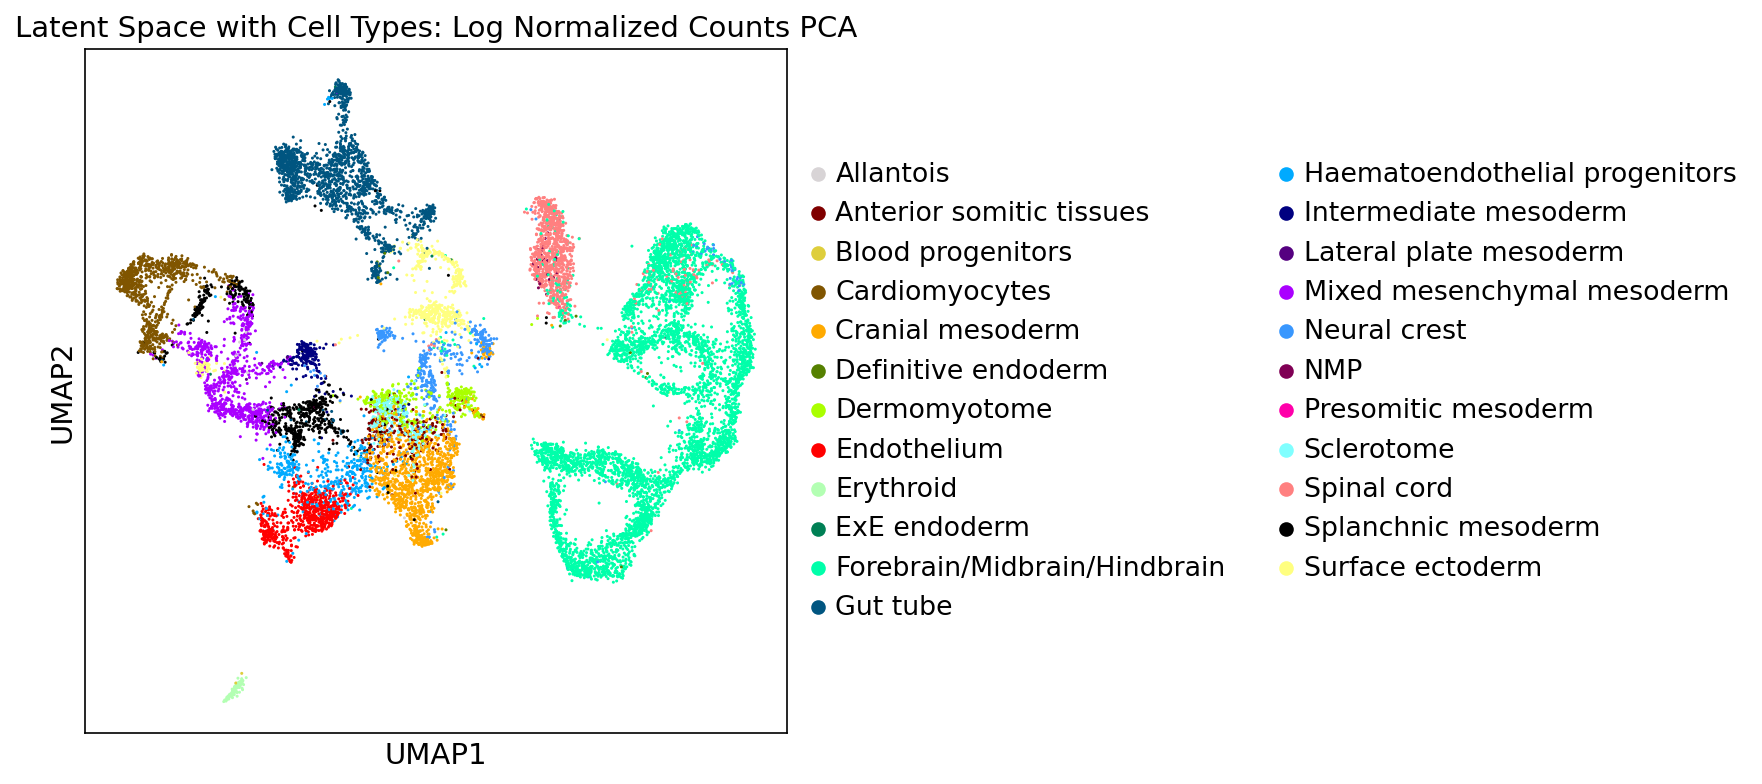 Latent Space with Cell Types: Log Normalized Counts PCA
UMAP2
UMAP1
Allantois
Anterior somitic tissues
Blood progenitors
Cardiomyocytes
Cranial mesoderm
Definitive endoderm
Dermomyotome
Endothelium
Erythroid
ExE endoderm
Forebrain/Midbrain/Hindbrain
Gut tube
Haematoendothelial progenitors
Intermediate mesoderm
Lateral plate mesoderm
Mixed mesenchymal mesoderm
Neural crest
NMP
Presomitic mesoderm
Sclerotome
Spinal cord
Splanchnic mesoderm
Surface ectoderm